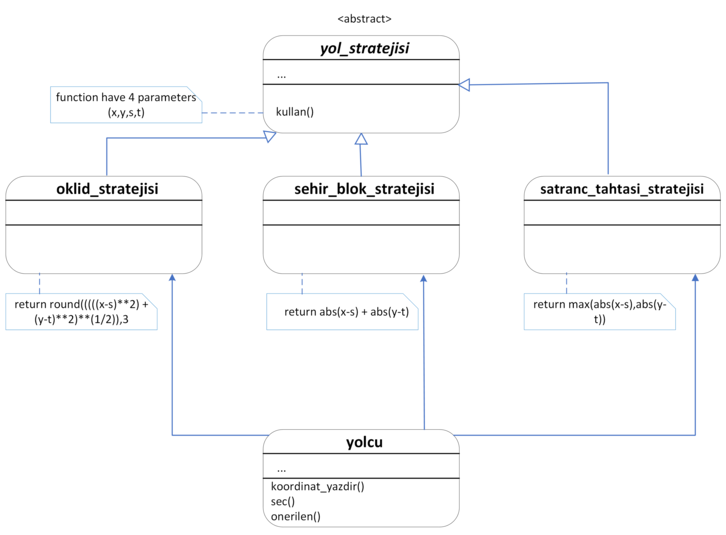 <abstract>
yol_stratejisi
...
function have 4 parameters
(x,y,s,t)
kullan()
oklid_stratejisi
sehir_blok_stratejisi
satranc_tahtasi_stratejisi
return round(((((x-s)**2) +
(y-t)**2)**(1/2)),3
return abs(x-s) + abs(y-t)
return max(abs(x-s),abs(y-
t))
yolcu
...
koordinat_yazdir()
sec()
onerilen()